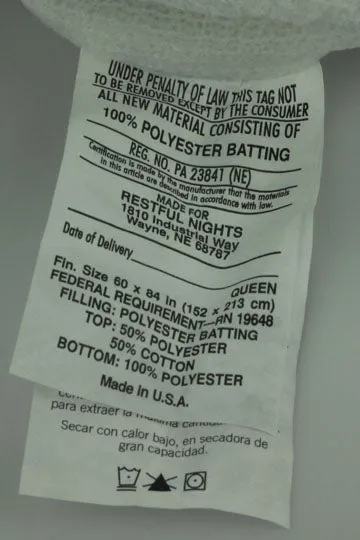 UNDER PENALTY OF LAW THIS TAG NOT
TO BE REMOVED EXCEPT BY THE CONSUMER
ALL NEW MATERIAL CONSISTING OF
100% POLYESTER BATTING
REG. NO. PA 23841 (NE)
Certification is made by the manufacturer that the materials
in this article are described in accordance with law.
MADE FOR
RESTFUL NIGHTS
1810 Industrial Way
Wayne, NE 68787
Date of Delivery
QUEEN
Fin. Size 60 x 84 in (152 x 213 cm)
FEDERAL REQUIREMENT—RN 19648
FILLING: POLYESTER BATTING
TOP: 50% POLYESTER
50% COTTON
BOTTOM: 100% POLYESTER
Made in U.S.A.
para extraer la máxima
Secar con calor bajo, en secadora de
gran capacidad.